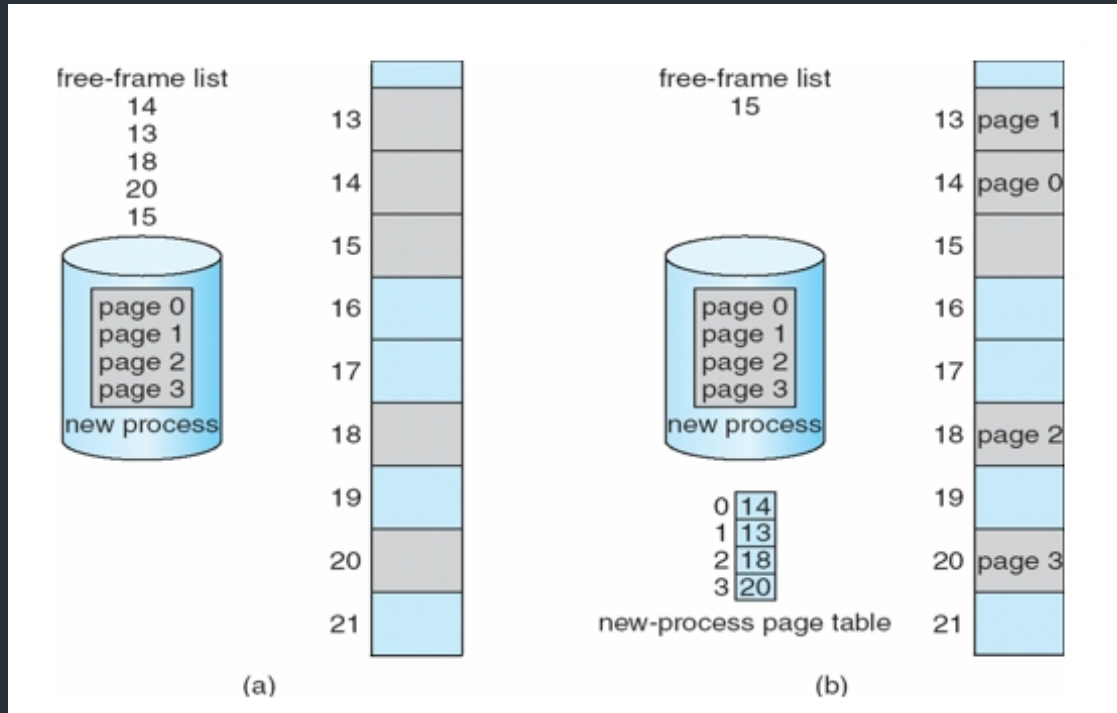 free-frame list
14
13
18
20
15
page 0
page 1
page 2
page 3
new process
13
14
15
16
17
18
19
20
21
(a)
free-frame list
15
page 0
page 1
page 2
page 3
new process
0 14
1 13
2 18
3 20
new-process page table
13 page 1
14 page 0
15
16
17
18 page 2
19
20 page 3
21
(b)